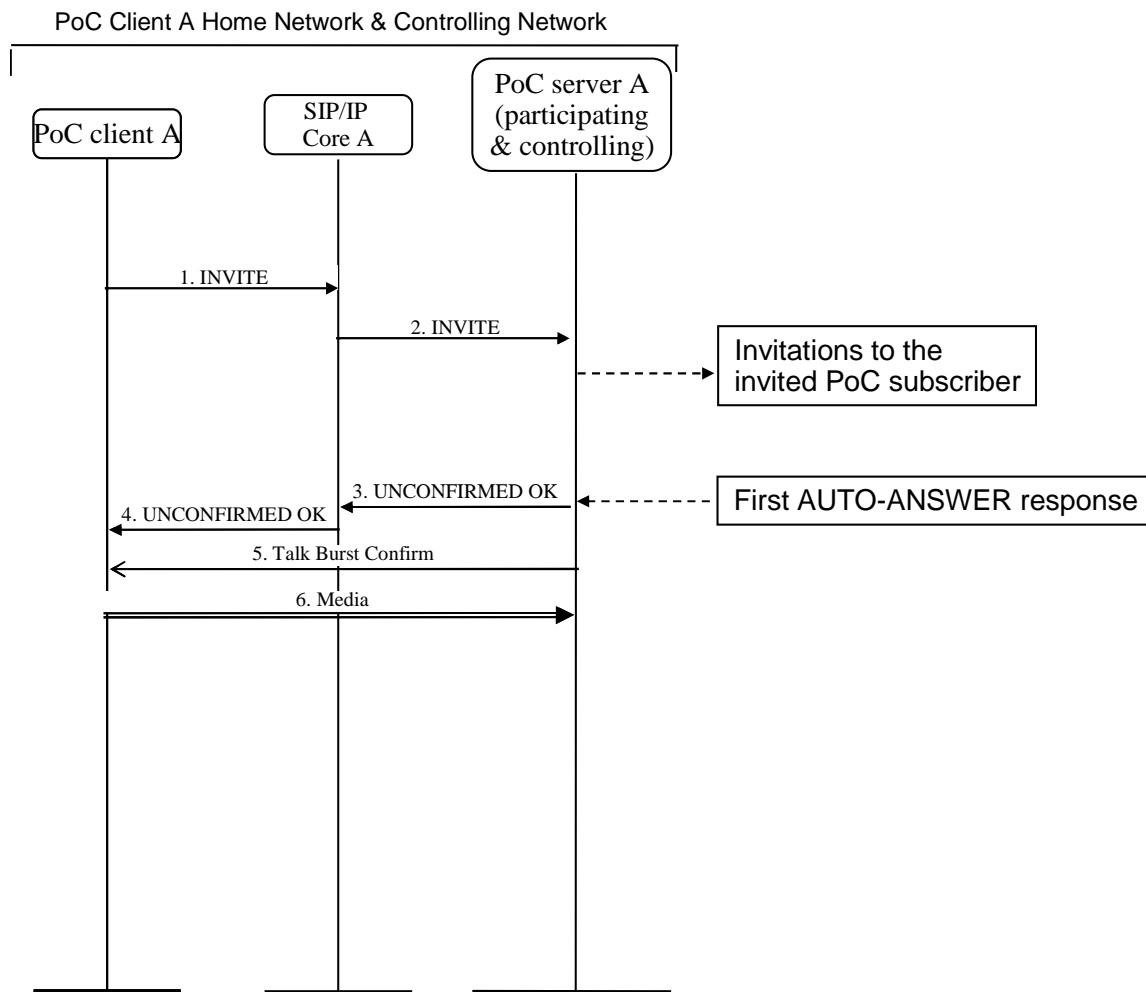 PoC Client A Home Network & Controlling Network
PoC client A
SIP/IP
Core A
PoC server A
(participating
& controlling)
1. INVITE
2. INVITE
Invitations to the
invited PoC subscriber
3. UNCONFIRMED OK
First AUTO-ANSWER response
4. UNCONFIRMED OK
5. Talk Burst Confirm
6. Media